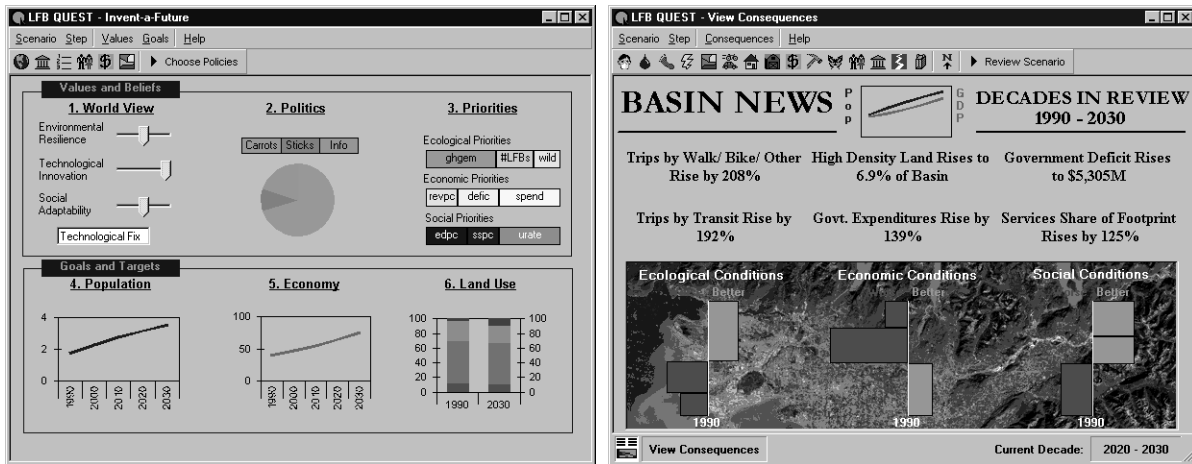 LFB QUEST - Invent-a-Future
Scenario Step Values Goals Help
Choose Policies
Values and Beliefs
1. World View
2. Politics
3. Priorities
Environmental
Resilience
Technological
Innovation
Social
Adaptability
Technological Fix
Carrots Sticks Info
Ecological Priorities
ghgem #LFBs wild
Economic Priorities
revpc defic spend
Social Priorities
edpc sspc urate
Goals and Targets
4. Population
5. Economy
6. Land Use
4
2
0
1990 2000 2010 2020 2030
100
50
0
1990 2000 2010 2020 2030
100 100
80 80
60 60
40 40
20 20
0 0
1990 2030
LFB QUEST - View Consequences
Scenario Step Consequences Help
N
Review Scenario
BASIN NEWS
Pop
GDP
DECADES IN REVIEW
1990 - 2030
Trips by Walk/ Bike/ Other
Rise by 208%
High Density Land Rises to
6.9% of Basin
Government Deficit Rises
to $5,305M
Trips by Transit Rise by
192%
Govt. Expenditures Rise by
139%
Services Share of Footprint
Rises by 125%
Ecological Conditions Economic Conditions Social Conditions
Better Better Better
1990 1990 1990
View Consequences
Current Decade: 2020 - 2030